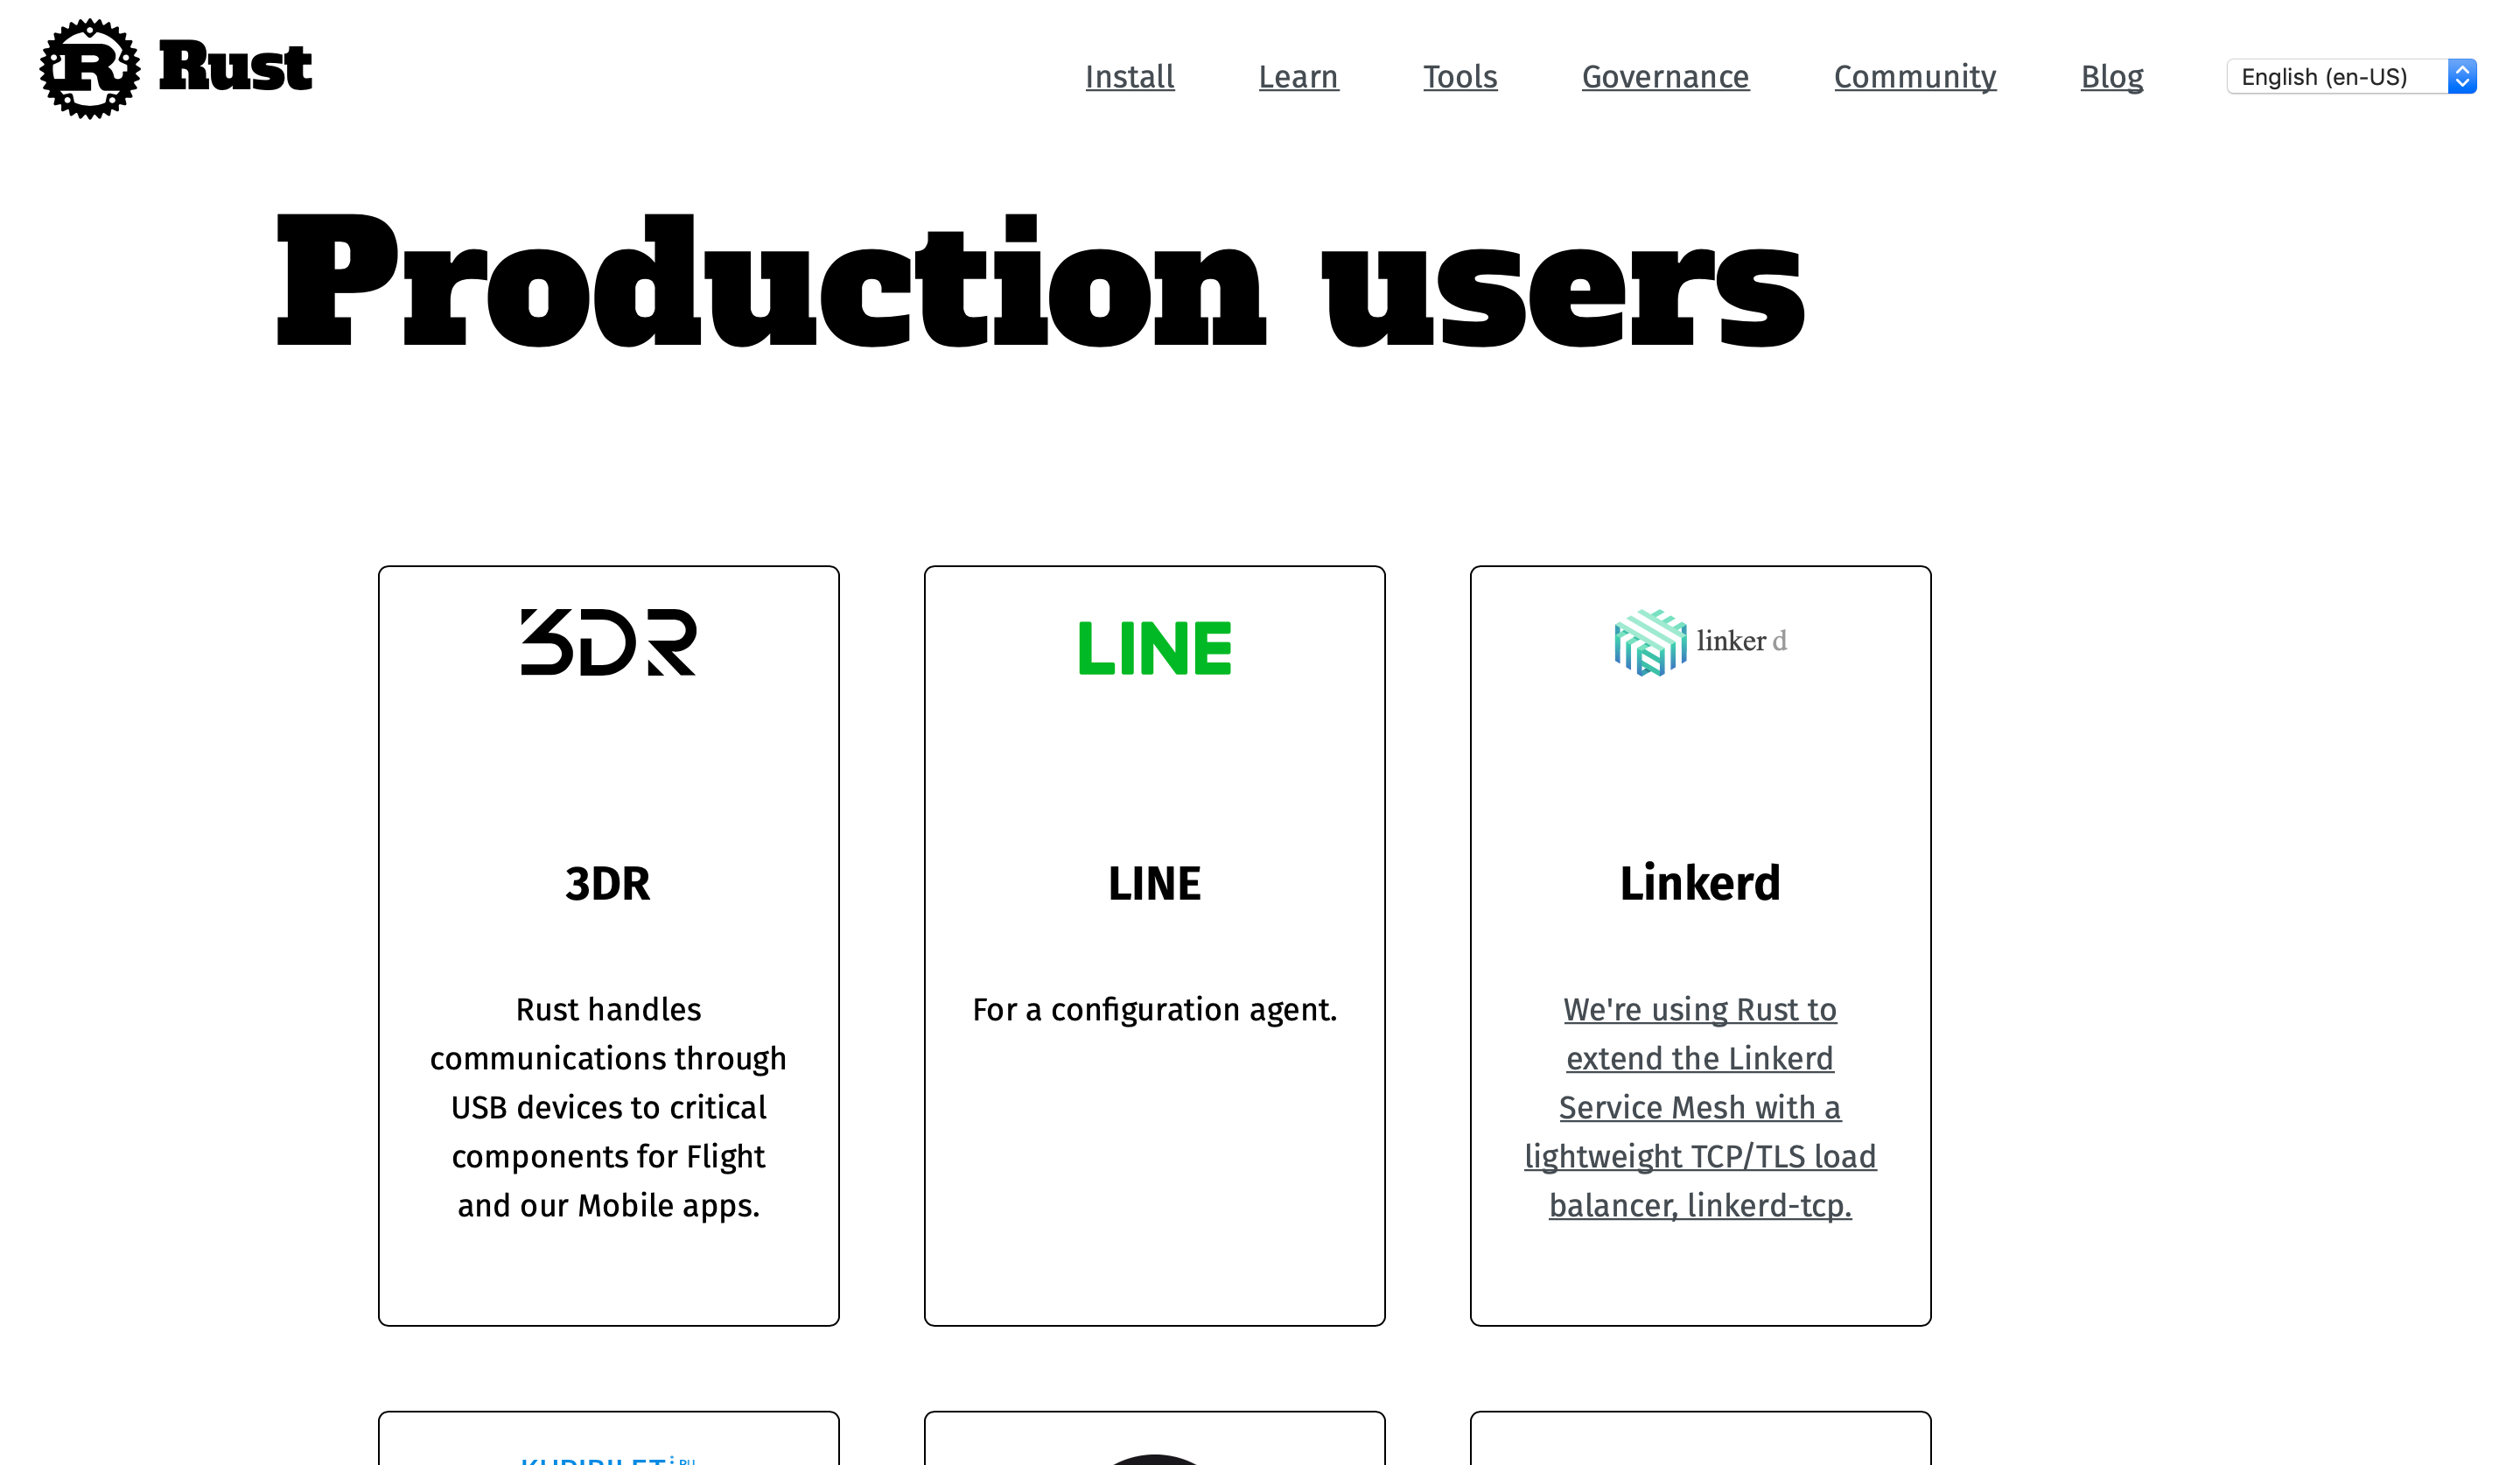 Rust
Install Learn Tools Governance Community Blog English (en-US)
Production users
3DR
LINE
linker d
3DR
LINE
Linkerd
Rust handles
communications through
USB devices to critical
components for Flight
and our Mobile apps.
For a configuration agent.
We're using Rust to
extend the Linkerd
Service Mesh with a
lightweight TCP/TLS load
balancer, linkerd-tcp.